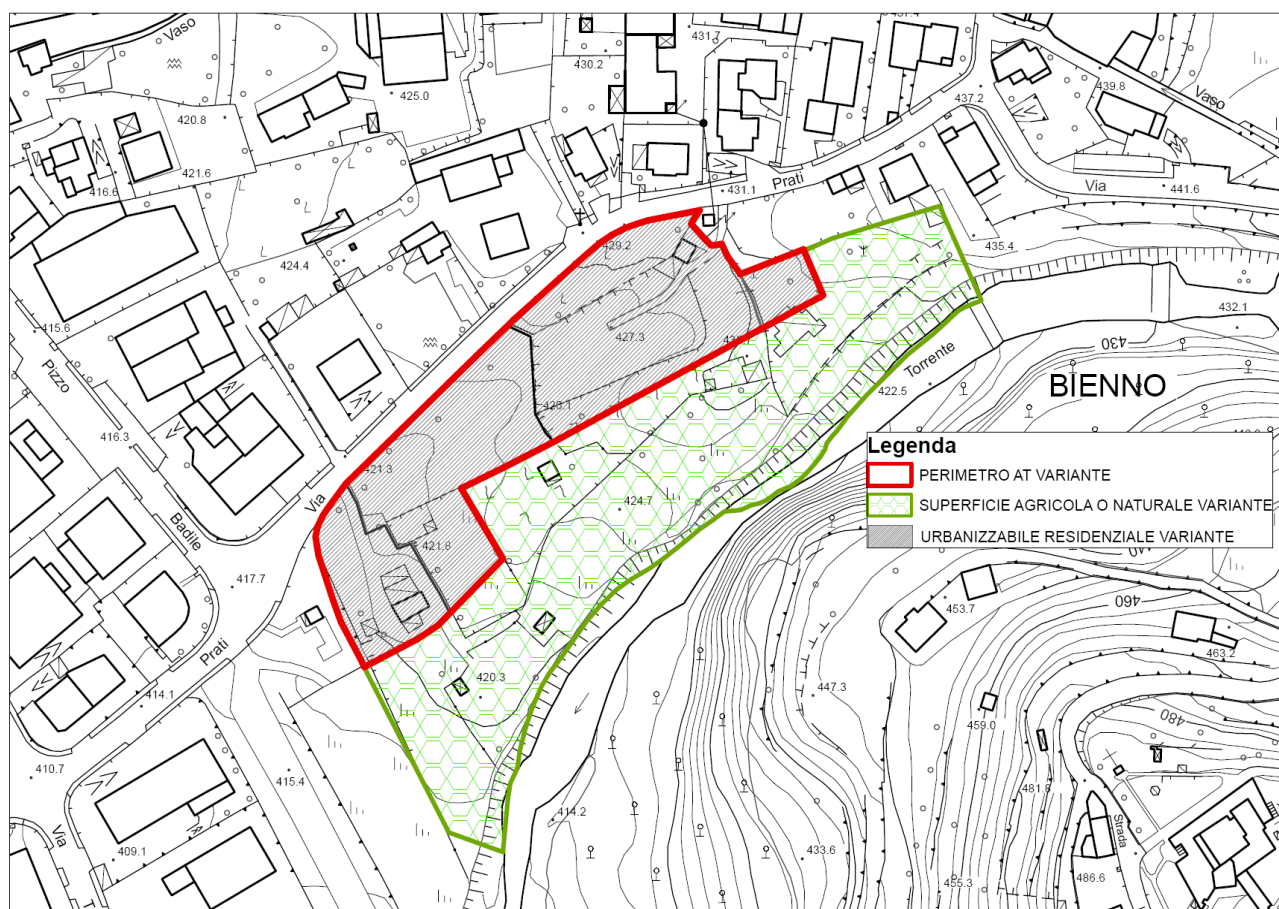 Vaso
431.7
437.4
430.2
425.0
439.8
437.2
Vaso
420.8
421.6
416.6
431.1
Prati
Via
441.6
429.2
435.4
424.4
432.1
415.6
427.3
430
Torrente
422.5
BIENNO
Pizzo
416.3
421.3
Via
424.7
Legenda
PERIMETRO AT VARIANTE
SUPERFICIE AGRICOLA O NATURALE VARIANTE
URBANIZZABILE RESIDENZIALE VARIANTE
Badile
421.8
417.7
453.7
460
463.2
Prati
420.3
447.3
459.0
414.1
480
410.7
415.4
481.8
414.2
Via
409.1
433.6
Strada
455.3
486.6